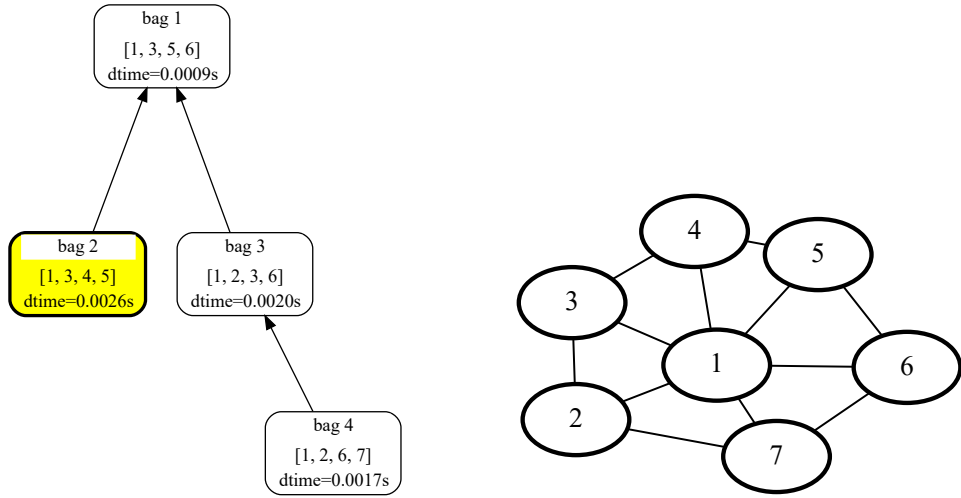 bag 1
[1, 3, 5, 6]
dtime=0.0009s
bag 2
[1, 3, 4, 5]
dtime=0.0026s
bag 3
[1, 2, 3, 6]
dtime=0.0020s
bag 4
[1, 2, 6, 7]
dtime=0.0017s
4
5
3
1
6
2
7